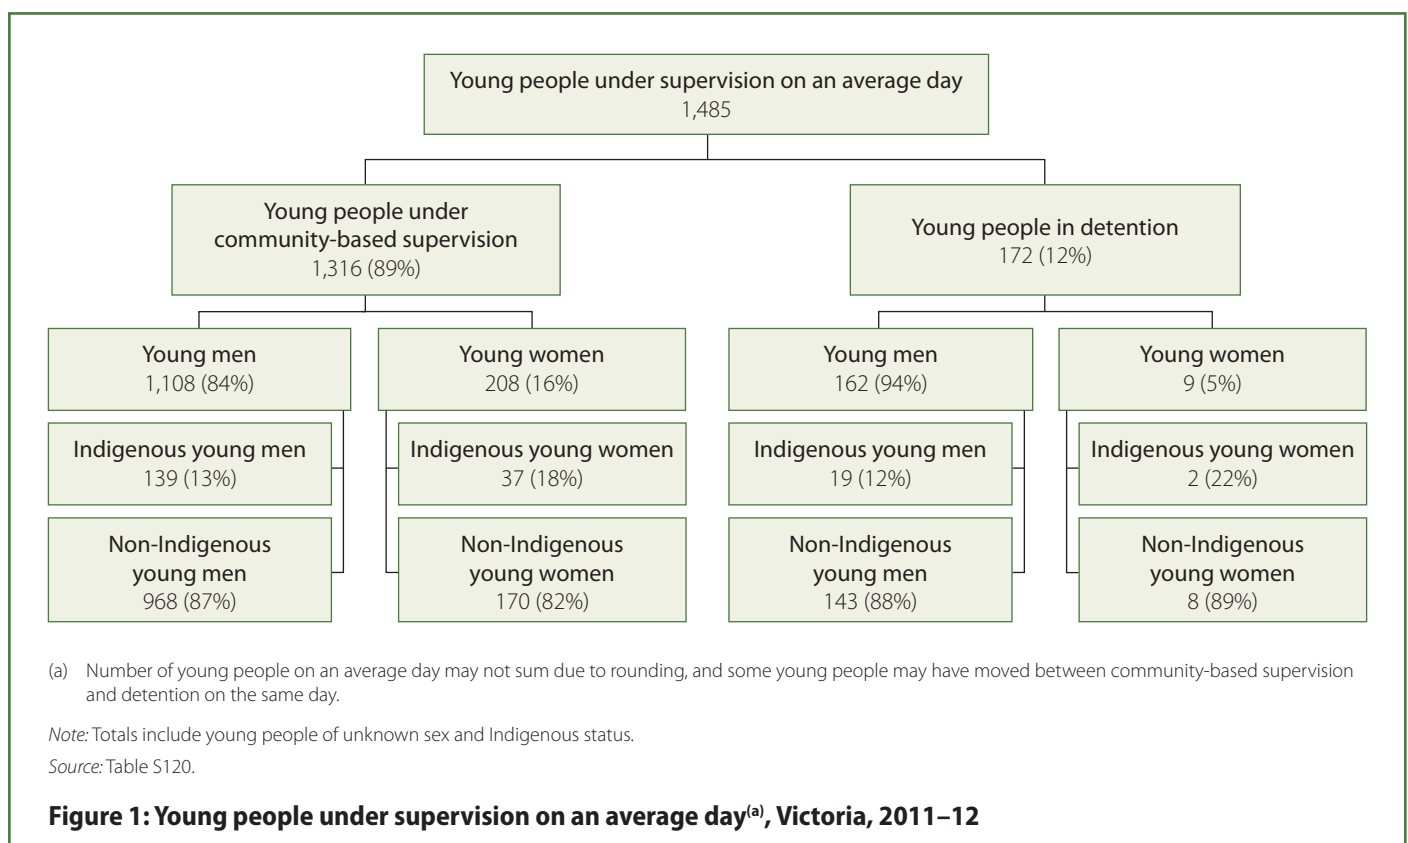 Young people under supervision on an average day
1,485
Young people under
community-based supervision
1,316 (89%)
Young people in detention
172 (12%)
Young men
1,108 (84%)
Young women
208 (16%)
Young men
162 (94%)
Young women
9 (5%)
Indigenous young men
139 (13%)
Indigenous young women
37 (18%)
Indigenous young men
19 (12%)
Indigenous young women
2 (22%)
Non-Indigenous
young men
968 (87%)
Non-Indigenous
young women
170 (82%)
Non-Indigenous
young men
143 (88%)
Non-Indigenous
young women
8 (89%)
(a) Number of young people on an average day may not sum due to rounding, and some young people may have moved between community-based supervision
and detention on the same day.
Note: Totals include young people of unknown sex and Indigenous status.
Source: Table S120.
Figure 1: Young people under supervision on an average day(a), Victoria, 2011–12